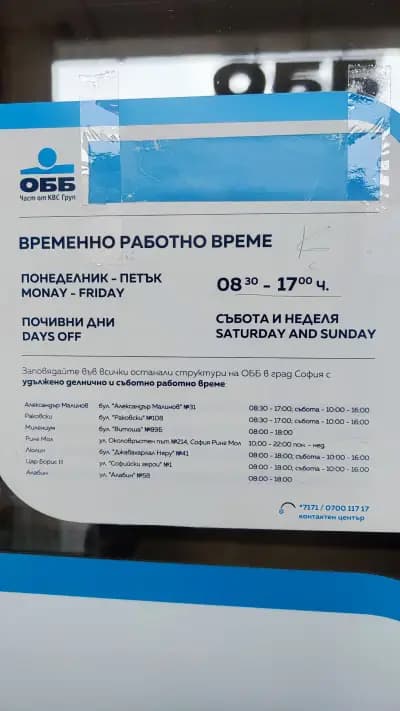 ОББ
ОББ
Част от КВС Груп
ВРЕМЕННО РАБОТНО ВРЕМЕ
ПОНЕДЕЛНИК - ПЕТЪК
MONAY - FRIDAY
08 30 - 17 00 ч.
ПОЧИВНИ ДНИ
DAYS OFF
СЪБОТА И НЕДЕЛЯ
SATURDAY AND SUNDAY
Заповядайте във всички останали структури на ОББ в град София с
удължено делнично и съботно работно време:
Александър Малинов бул. "Александър Малинов" №31 08:30 - 17:00; събота - 10:00 - 16:00
Раковски бул. "Раковски" №108 08:30 - 17:00; събота - 10:00 - 16:00
Милениум бул. "Витоша" №89Б 08:00 - 18:00
Ринг Мол ул. Околовръстен път №214, София Ринг Мол 10:00 - 22:00 пон. - нед.
Люлин бул. "Джавахарлал Неру" №41 08:00 - 18:00; събота - 10:00 - 16:00
Цар Борис III ул. "Софийски герои" №1 08:00 - 18:00; събота - 10:00 - 16:00
Алабин ул. "Алабин" №58 08:00 - 18:00
*7171 / 0700 117 17
контактен център